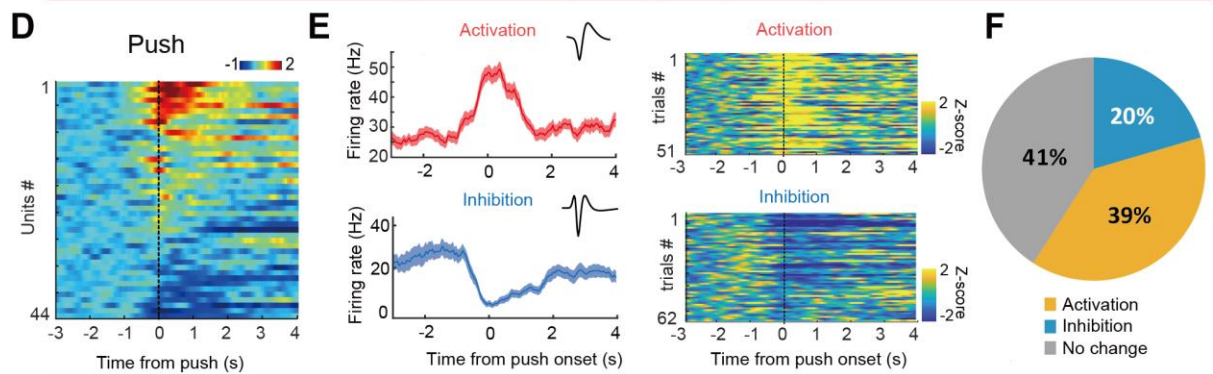 D
Push
-1 2
1
Units #
44
-3 -2 -1 0 1 2 3 4
Time from push (s)
E
Activation
Firing rate (Hz)
50
40
30
20
-2 0 2 4
Inhibition
Firing rate (Hz)
40
20
0
-2 0 2 4
Time from push onset (s)
Activation
trials #
1
51
-3 -2 -1 0 1 2 3 4
2
-2
Z-score
Inhibition
trials #
1
62
-3 -2 -1 0 1 2 3 4
2
-2
Z-score
Time from push onset (s)
F
20%
41%
39%
Activation
Inhibition
No change